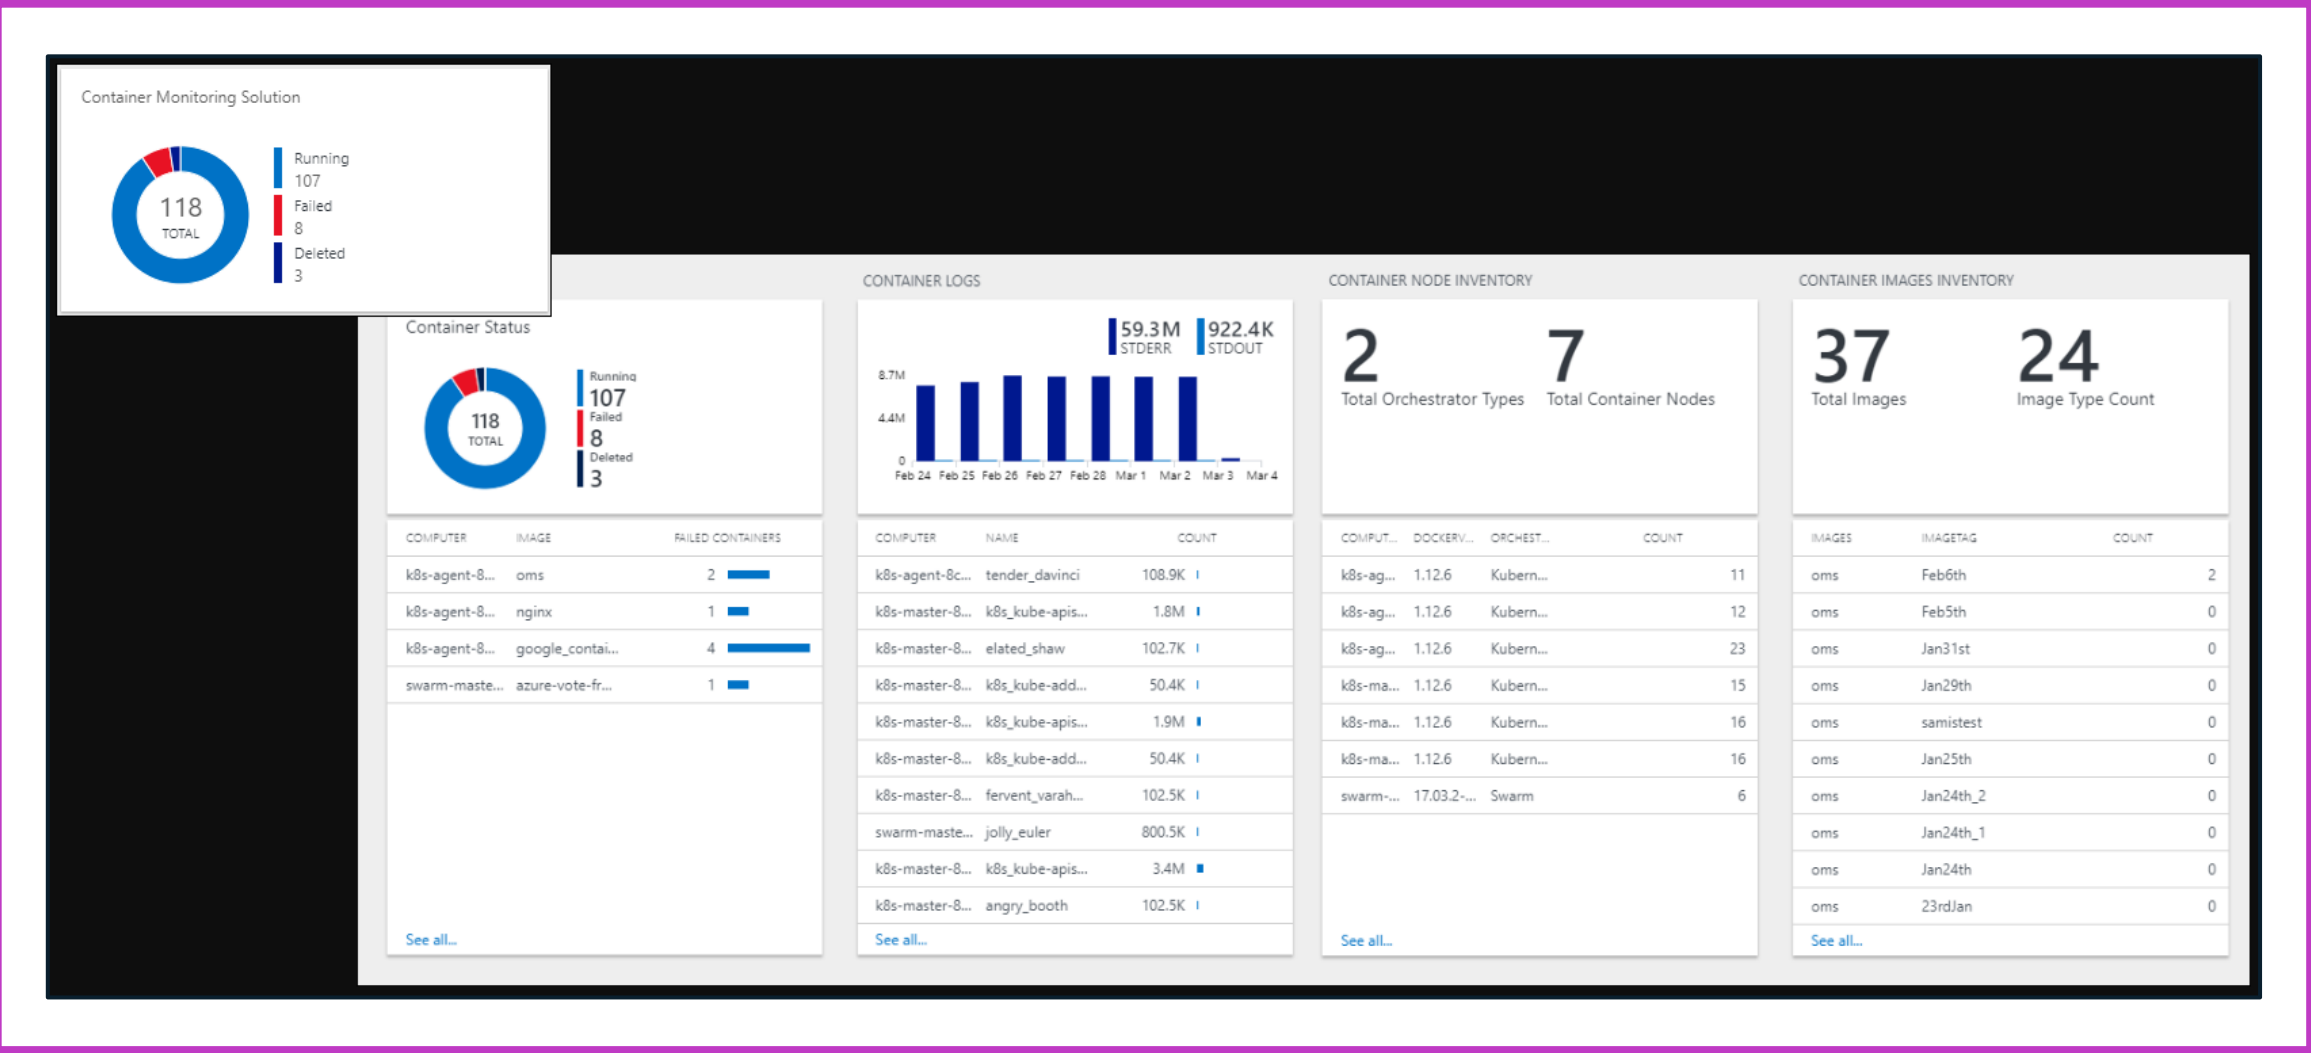 Container Monitoring Solution
118
TOTAL
Running
107
Failed
8
Deleted
3
Container Status
118
TOTAL
Running
107
Failed
8
Deleted
3
COMPUTER IMAGE FAILED CONTAINERS
k8s-agent-8... oms 2
k8s-agent-8... nginx 1
k8s-agent-8... google_contai... 4
swarm-maste... azure-vote-fr... 1
See all...
CONTAINER LOGS
59.3M 922.4K
STDERR STDOUT
8.7M
4.4M
0
Feb 24 Feb 25 Feb 26 Feb 27 Feb 28 Mar 1 Mar 2 Mar 3 Mar 4
COMPUTER NAME COUNT
k8s-agent-8c... tender_davinci 108.9K
k8s-master-8... k8s_kube-apis... 1.8M
k8s-master-8... elated_shaw 102.7K
k8s-master-8... k8s_kube-add... 50.4K
k8s-master-8... k8s_kube-apis... 1.9M
k8s-master-8... k8s_kube-add... 50.4K
k8s-master-8... fervent_varah... 102.5K
swarm-maste... jolly_euler 800.5K
k8s-master-8... k8s_kube-apis... 3.4M
k8s-master-8... angry_booth 102.5K
See all...
CONTAINER NODE INVENTORY
2 7
Total Orchestrator Types Total Container Nodes
COMPUT... DOCKERV... ORCHEST... COUNT
k8s-ag... 1.12.6 Kubern... 11
k8s-ag... 1.12.6 Kubern... 12
k8s-ag... 1.12.6 Kubern... 23
k8s-ma... 1.12.6 Kubern... 15
k8s-ma... 1.12.6 Kubern... 16
k8s-ma... 1.12.6 Kubern... 16
swarm-... 17.03.2-... Swarm 6
See all...
CONTAINER IMAGES INVENTORY
37 24
Total Images Image Type Count
IMAGES IMAGETAG COUNT
oms Feb6th 2
oms Feb5th 0
oms Jan31st 0
oms Jan29th 0
oms samistest 0
oms Jan25th 0
oms Jan24th_2 0
oms Jan24th_1 0
oms Jan24th 0
oms 23rdJan 0
See all...